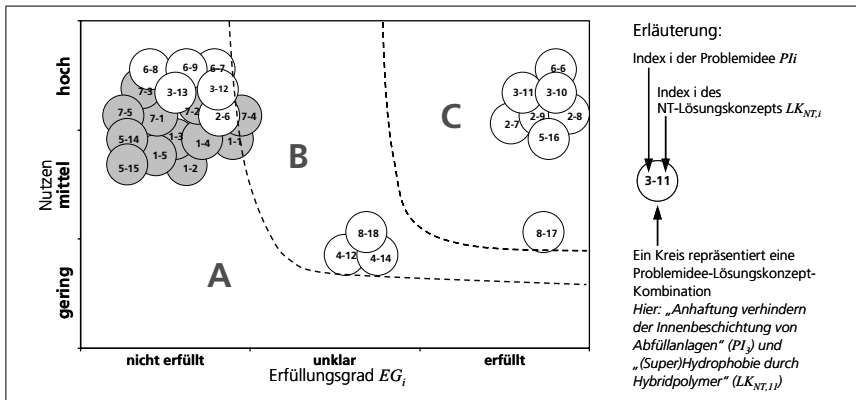 hoch
Nutzen
mittel
gering
6-8
6-9
6-7
7-3
3-13
3-12
7-5
7-1
7-2
2-6
7-4
5-14
1-3
1-4
1-1
1-5
5-15
1-2
A
B
C
6-6
3-11
3-10
2-7
2-9
2-8
5-16
8-18
4-12
4-14
8-17
nicht erfüllt
unklar
erfüllt
Erfüllungsgrad EGi
Erläuterung:
Index i der Problemidee PIi
Index i des
NT-Lösungskonzepts LKNT,i
3-11
Ein Kreis repräsentiert eine
Problemidee-Lösungskonzept-
Kombination
Hier: „Anhaftung verhindern
der Innenbeschichtung von
Abfüllanlagen“ (PI3) und
„(Super)Hydrophobie durch
Hybridpolymer“ (LKNT,11)